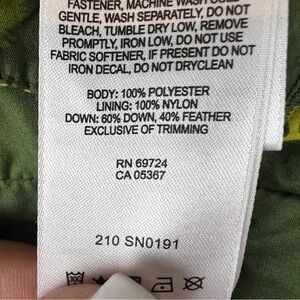 FASTENER, MACHINE WASH COLD
GENTLE, WASH SEPARATELY DO NOT
BLEACH, TUMBLE DRY LOW, REMOVE
PROMPTLY, IRON LOW, DO NOT USE
FABRIC SOFTENER, IF PRESENT DO NOT
IRON DECAL, DO NOT DRYCLEAN
BODY: 100% POLYESTER
LINING: 100% NYLON
DOWN: 60% DOWN, 40% FEATHER
EXCLUSIVE OF TRIMMING
RN 69724
CA 05367
210 SN0191